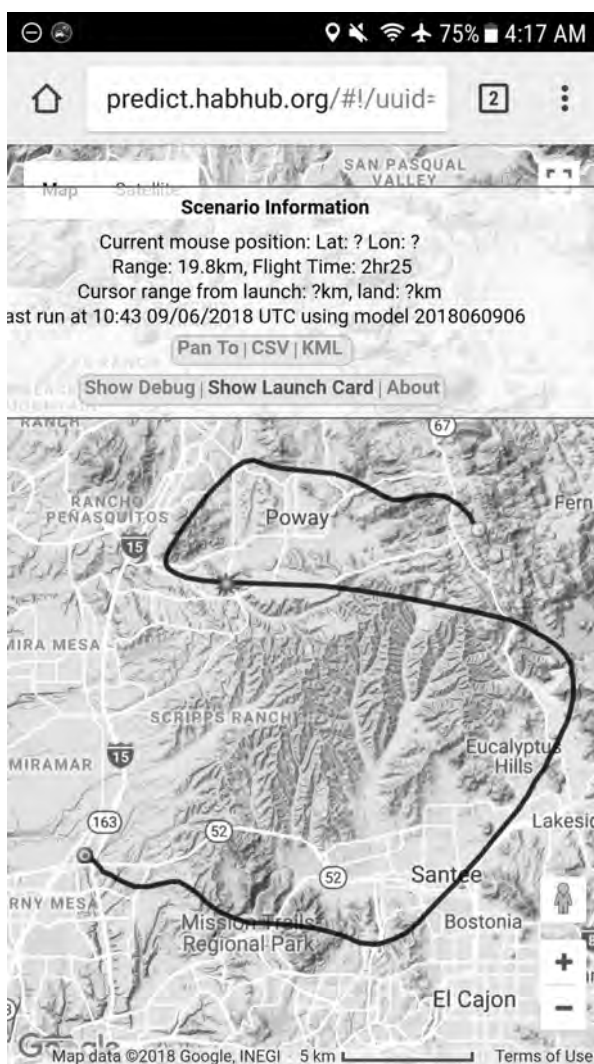 75% 4:17 AM
predict.habhub.org/#!/uuid=
2
SAN PASQUAL
VALLEY
Map Satellite
Scenario Information
Current mouse position: Lat: ? Lon: ?
Range: 19.8km, Flight Time: 2hr25
Cursor range from launch: ?km, land: ?km
ast run at 10:43 09/06/2018 UTC using model 2018060906
Pan To | CSV | KML
Show Debug | Show Launch Card | About
RANCH
67
RANCHO
PEÑASQUITOS
Poway
Fern
15
MIRA MESA
SCRIPPS RANCH
15
MIRAMAR
Eucalyptus
Hills
163
52
Lakesid
52
Santee
RNY MESA
Mission Trails
Regional Park
Bostonia
El Cajon
+
−
Google
Map data ©2018 Google, INEGI 5 km Terms of Use